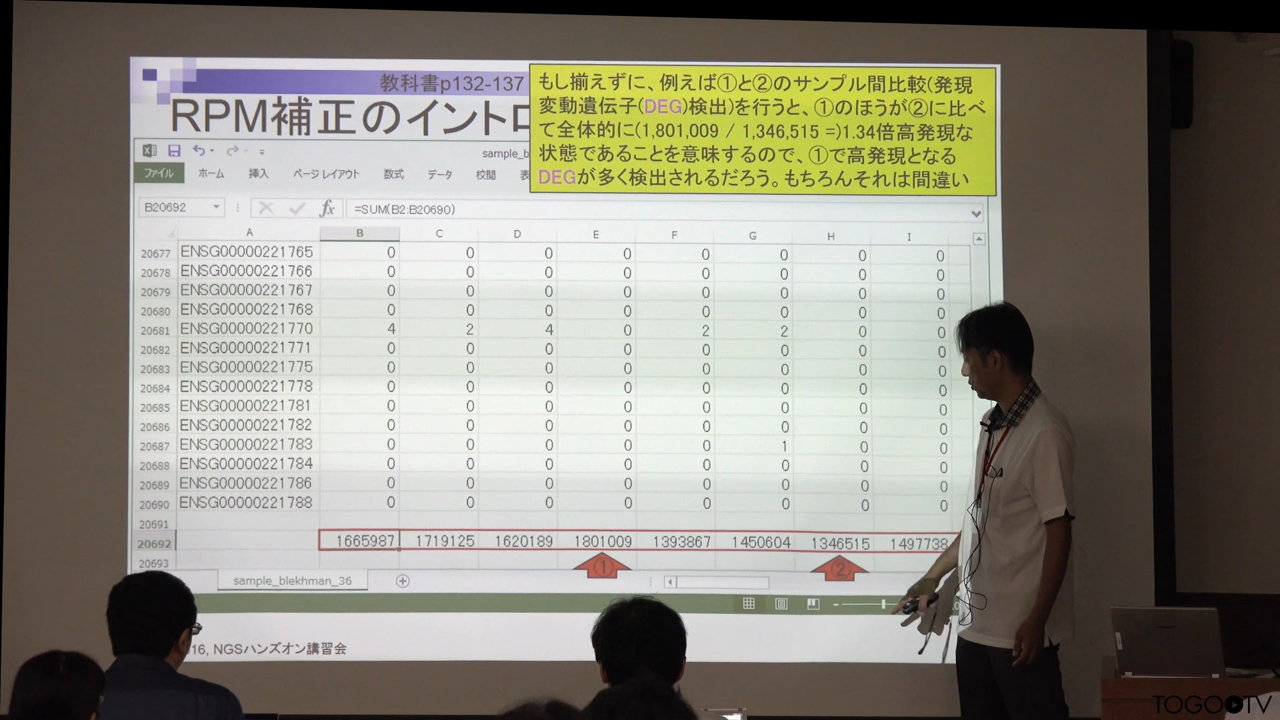 教科書p132-137
RPM補正のイントロ
もし揃えずに、例えば①と②のサンプル間比較(発現
変動遺伝子(DEG)検出)を行うと、①のほうが②に比べ
て全体的に(1,801,009 / 1,346,515 =)1.34倍高発現な
状態であることを意味するので、①で高発現となる
DEGが多く検出されるだろう。もちろんそれは間違い
sample_b
ファイル ホーム 挿入 ページ レイアウト 数式 データ 校閲 表
B20692 fx =SUM(B2:B20690)
A B C D E F G H I
20677 ENSG00000221765 0 0 0 0 0 0 0 0
20678 ENSG00000221766 0 0 0 0 0 0 0 0
20679 ENSG00000221767 0 0 0 0 0 0 0 0
20680 ENSG00000221768 0 0 0 0 0 0 0 0
20681 ENSG00000221770 4 2 4 0 2 2 0 0
20682 ENSG00000221771 0 0 0 0 0 0 0 0
20683 ENSG00000221775 0 0 0 0 0 0 0 0
20684 ENSG00000221778 0 0 0 0 0 0 0 0
20685 ENSG00000221781 0 0 0 0 0 0 0 0
20686 ENSG00000221782 0 0 0 0 0 0 0 0
20687 ENSG00000221783 0 0 0 0 0 1 0 0
20688 ENSG00000221784 0 0 0 0 0 0 0 0
20689 ENSG00000221786 0 0 0 0 0 0 0 0
20690 ENSG00000221788 0 0 0 0 0 0 0 0
20691
20692 1665987 1719125 1620189 1801009 1393867 1450604 1346515 1497738
20693
① ②
sample_blekhman_36
16, NGSハンズオン講習会
TOGOTV